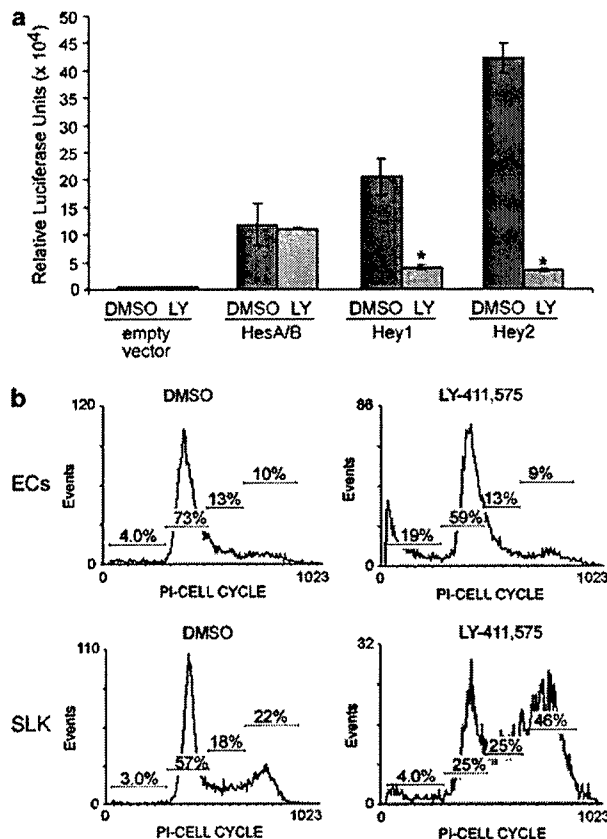 a
Relative Luciferase Units (x 10⁴)
50
45
40
35
30
25
20
15
10
5
0
* *
DMSO LY DMSO LY DMSO LY DMSO LY
empty vector HesA/B Hey1 Hey2
b
DMSO LY-411,575
ECs
120
Events
0
4.0% 73% 13% 10%
1023
PI-CELL CYCLE
86
Events
0
19% 59% 13% 9%
1023
PI-CELL CYCLE
DMSO LY-411,575
SLK
110
Events
0
3.0% 57% 18% 22%
1023
PI-CELL CYCLE
32
Events
0
4.0% 25% 25% 46%
1023
PI-CELL CYCLE